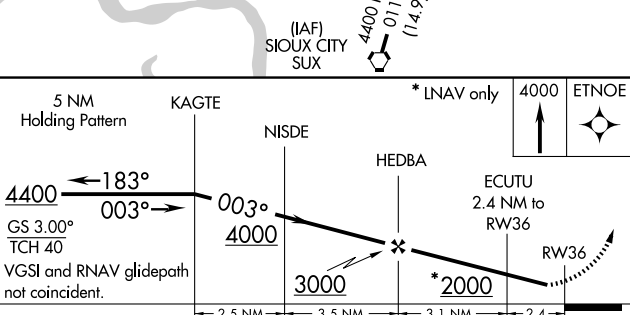 (IAF)
SIOUX CITY
SUX
4400
011
(14.9
5 NM
Holding Pattern
KAGTE
NISDE
HEDBA
* LNAV only
4000
ETNOE
ECUTU
2.4 NM to
RW36
RW36
183°
4400
003°
003°
4000
GS 3.00°
TCH 40
VGSI and RNAV glidepath
not coincident.
3000
*2000
2.5 NM
3.5 NM
3.1 NM
2.4